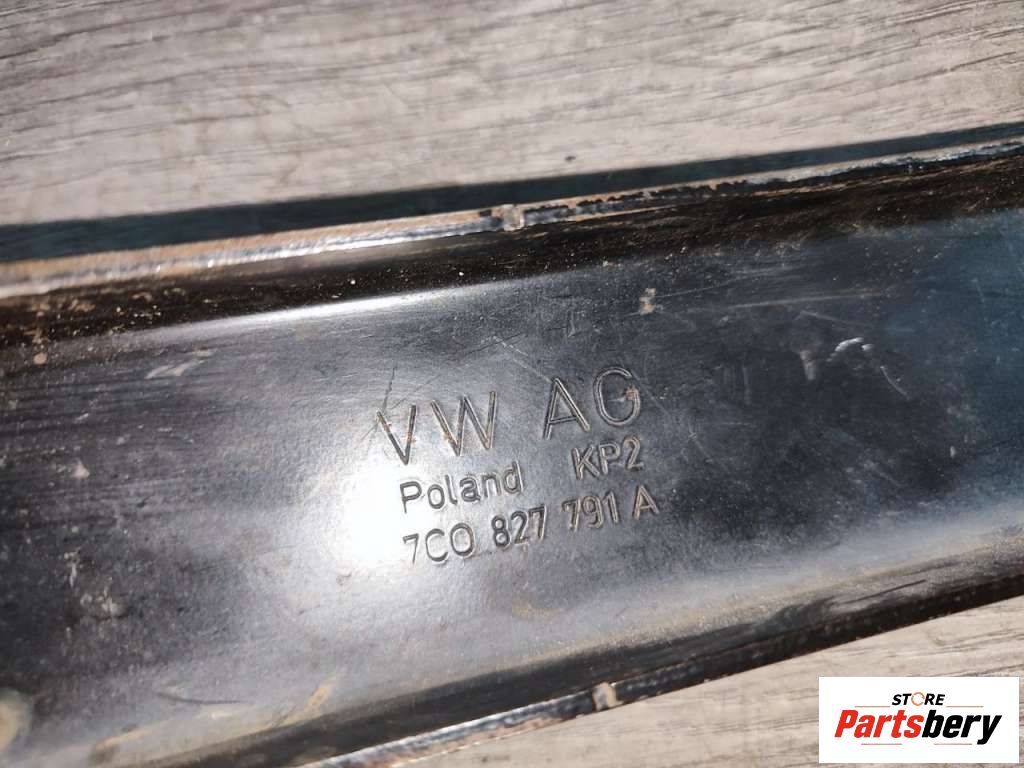 VW AG
Poland KP2
7C0 827 791 A
STORE
Partsbery